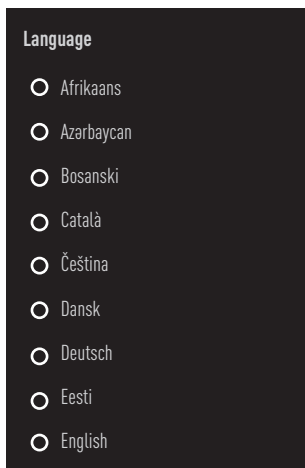 Language
Afrikaans
Azərbaycan
Bosanski
Català
Čeština
Dansk
Deutsch
Eesti
English